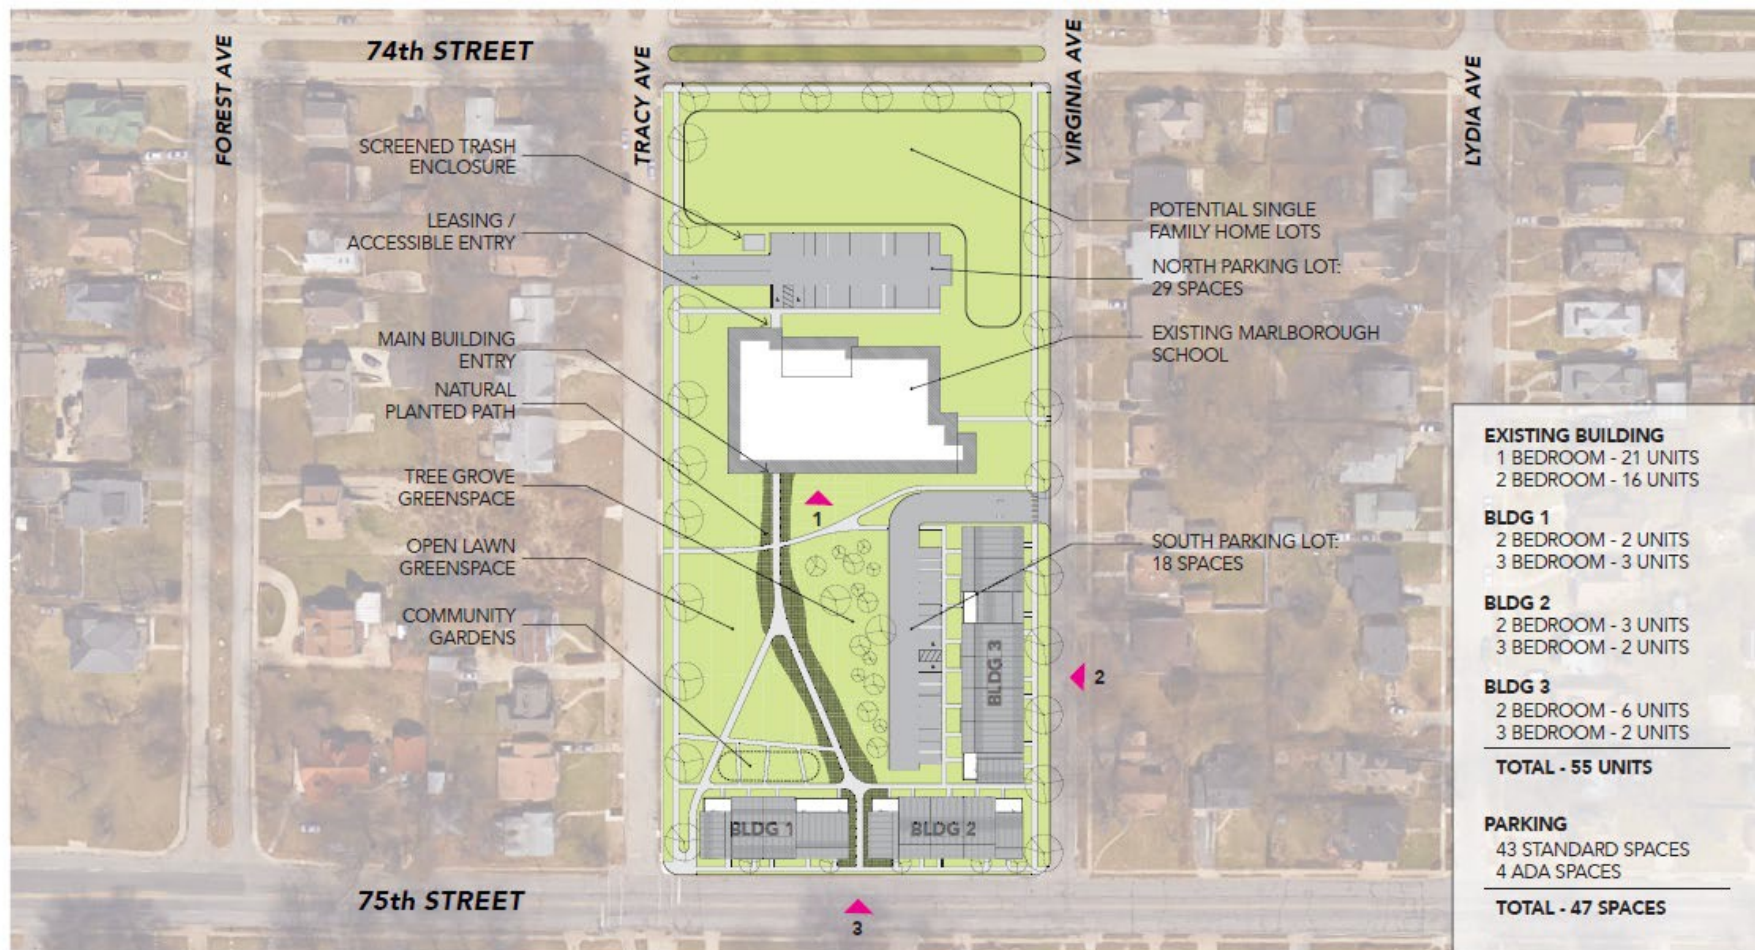 74th STREET
FOREST AVE
TRACY AVE
VIRGINIA AVE
LYDIA AVE
SCREENED TRASH
ENCLOSURE
LEASING /
ACCESSIBLE ENTRY
MAIN BUILDING
ENTRY
NATURAL
PLANTED PATH
TREE GROVE
GREENSPACE
OPEN LAWN
GREENSPACE
COMMUNITY
GARDENS
POTENTIAL SINGLE
FAMILY HOME LOTS
NORTH PARKING LOT:
29 SPACES
EXISTING MARLBOROUGH
SCHOOL
SOUTH PARKING LOT:
18 SPACES
1
2
3
BLDG 3
BLDG 1
BLDG 2
75th STREET
EXISTING BUILDING
1 BEDROOM - 21 UNITS
2 BEDROOM - 16 UNITS
BLDG 1
2 BEDROOM - 2 UNITS
3 BEDROOM - 3 UNITS
BLDG 2
2 BEDROOM - 3 UNITS
3 BEDROOM - 2 UNITS
BLDG 3
2 BEDROOM - 6 UNITS
3 BEDROOM - 2 UNITS
TOTAL - 55 UNITS
PARKING
43 STANDARD SPACES
4 ADA SPACES
TOTAL - 47 SPACES